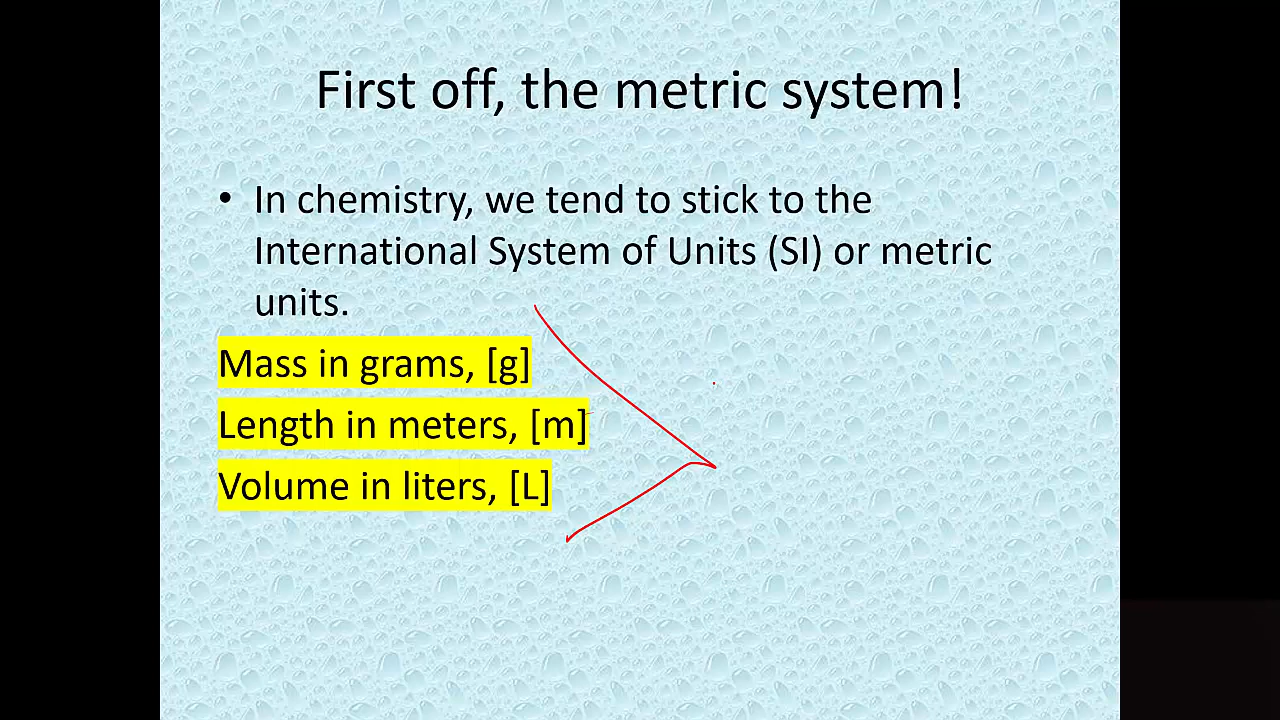 First off, the metric system!
• In chemistry, we tend to stick to the
International System of Units (SI) or metric
units.
Mass in grams, [g]
Length in meters, [m]
Volume in liters, [L]